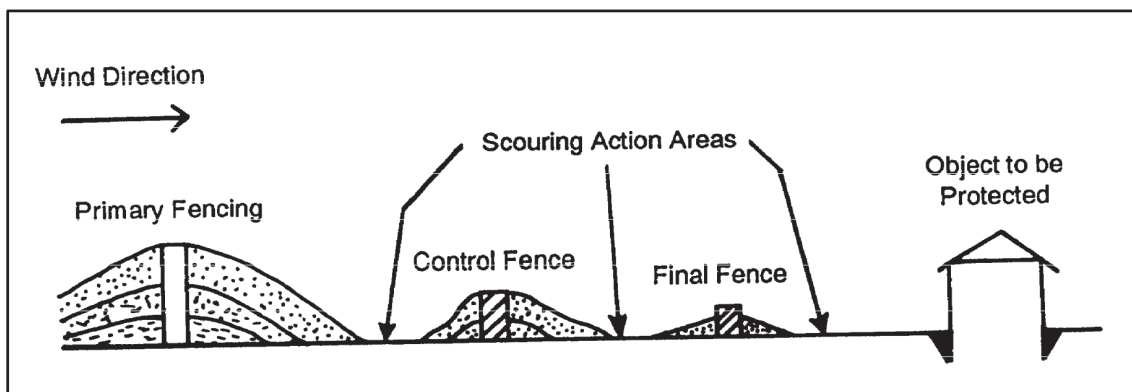 Wind Direction
Scouring Action Areas
Object to be
Protected
Primary Fencing
Control Fence
Final Fence